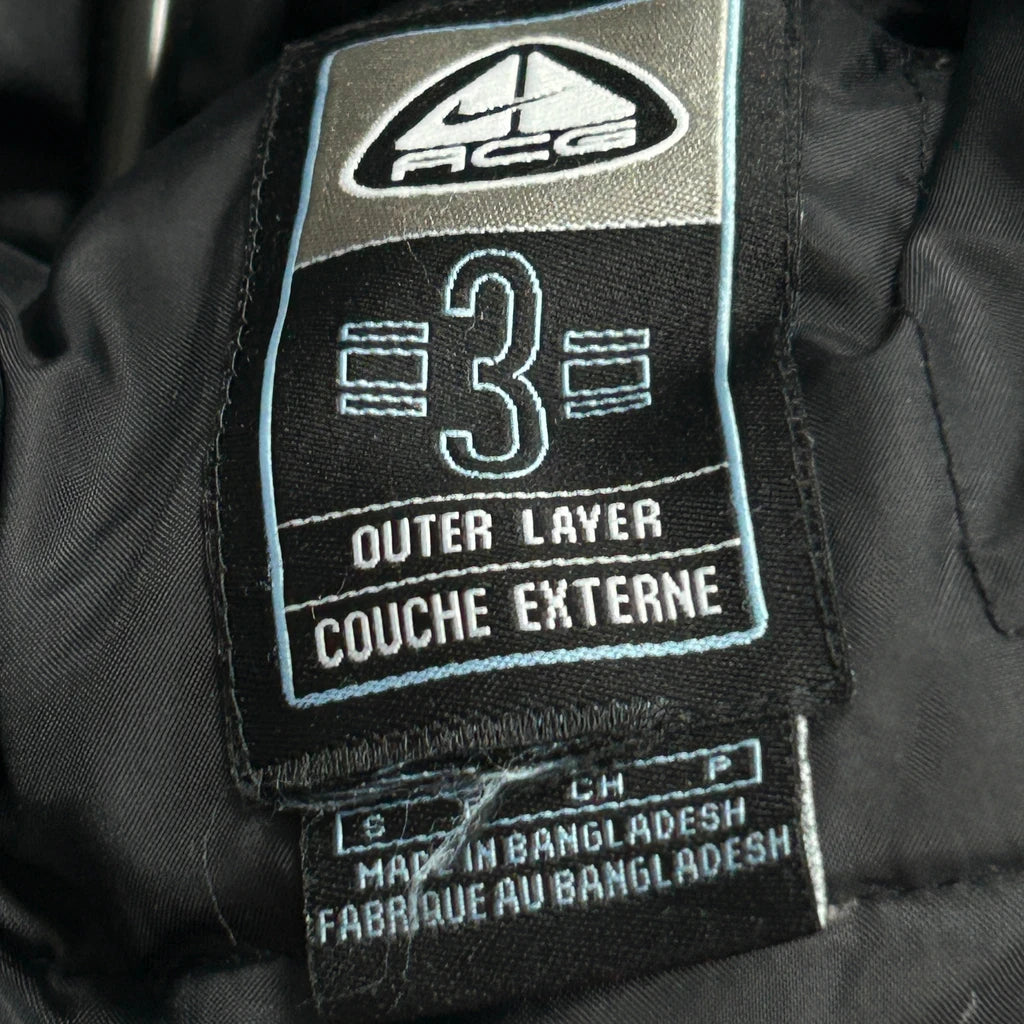 ACG
3
OUTER LAYER
COUCHE EXTERNE
S CH P
MADE IN BANGLADESH
FABRIQUE AU BANGLADESH